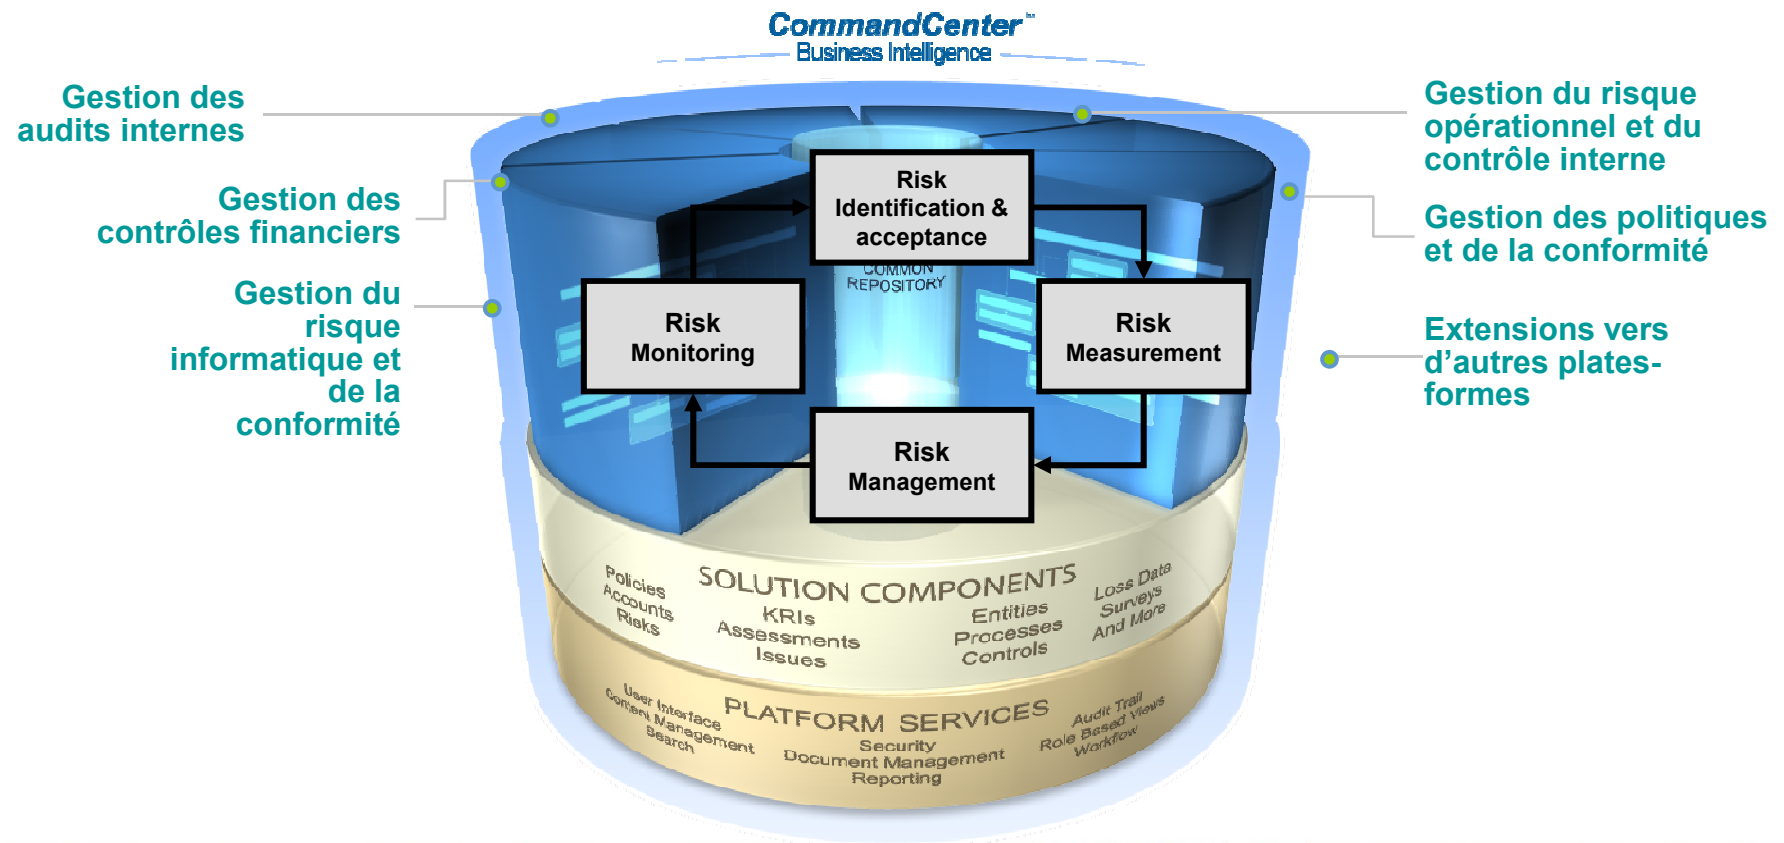 CommandCenter™
Business Intelligence
Gestion des
audits internes
Gestion des
contrôles financiers
Gestion du
risque
informatique et
de la
conformité
Gestion du risque
opérationnel et du
contrôle interne
Gestion des politiques
et de la conformité
Extensions vers
d’autres plates-
formes
Risk
Identification &
acceptance
COMMON
REPOSITORY
Risk
Monitoring
Risk
Measurement
Risk
Management
SOLUTION COMPONENTS
Policies
Accounts
Risks
KRIs
Assessments
Issues
Entities
Processes
Controls
Loss Data
Surveys
And More
PLATFORM SERVICES
User Interface
Content Management
Search
Security
Document Management
Reporting
Audit Trail
Role Based Views
Workflow